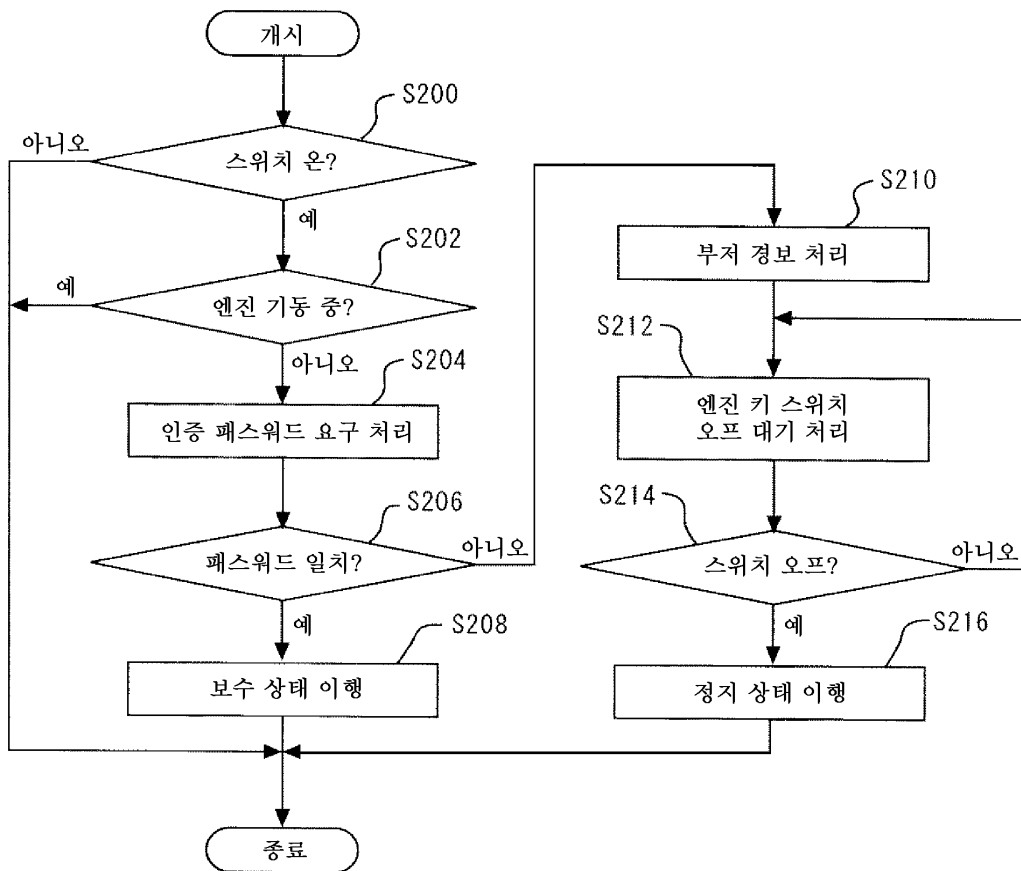 개시
S200
아니오
스위치 온?
예
S202
예
엔진 기동 중?
아니오
S204
인증 패스워드 요구 처리
S206
패스워드 일치?
아니오
예
S208
보수 상태 이행
S210
부저 경보 처리
S212
엔진 키 스위치
오프 대기 처리
S214
스위치 오프?
아니오
예
S216
정지 상태 이행
종료